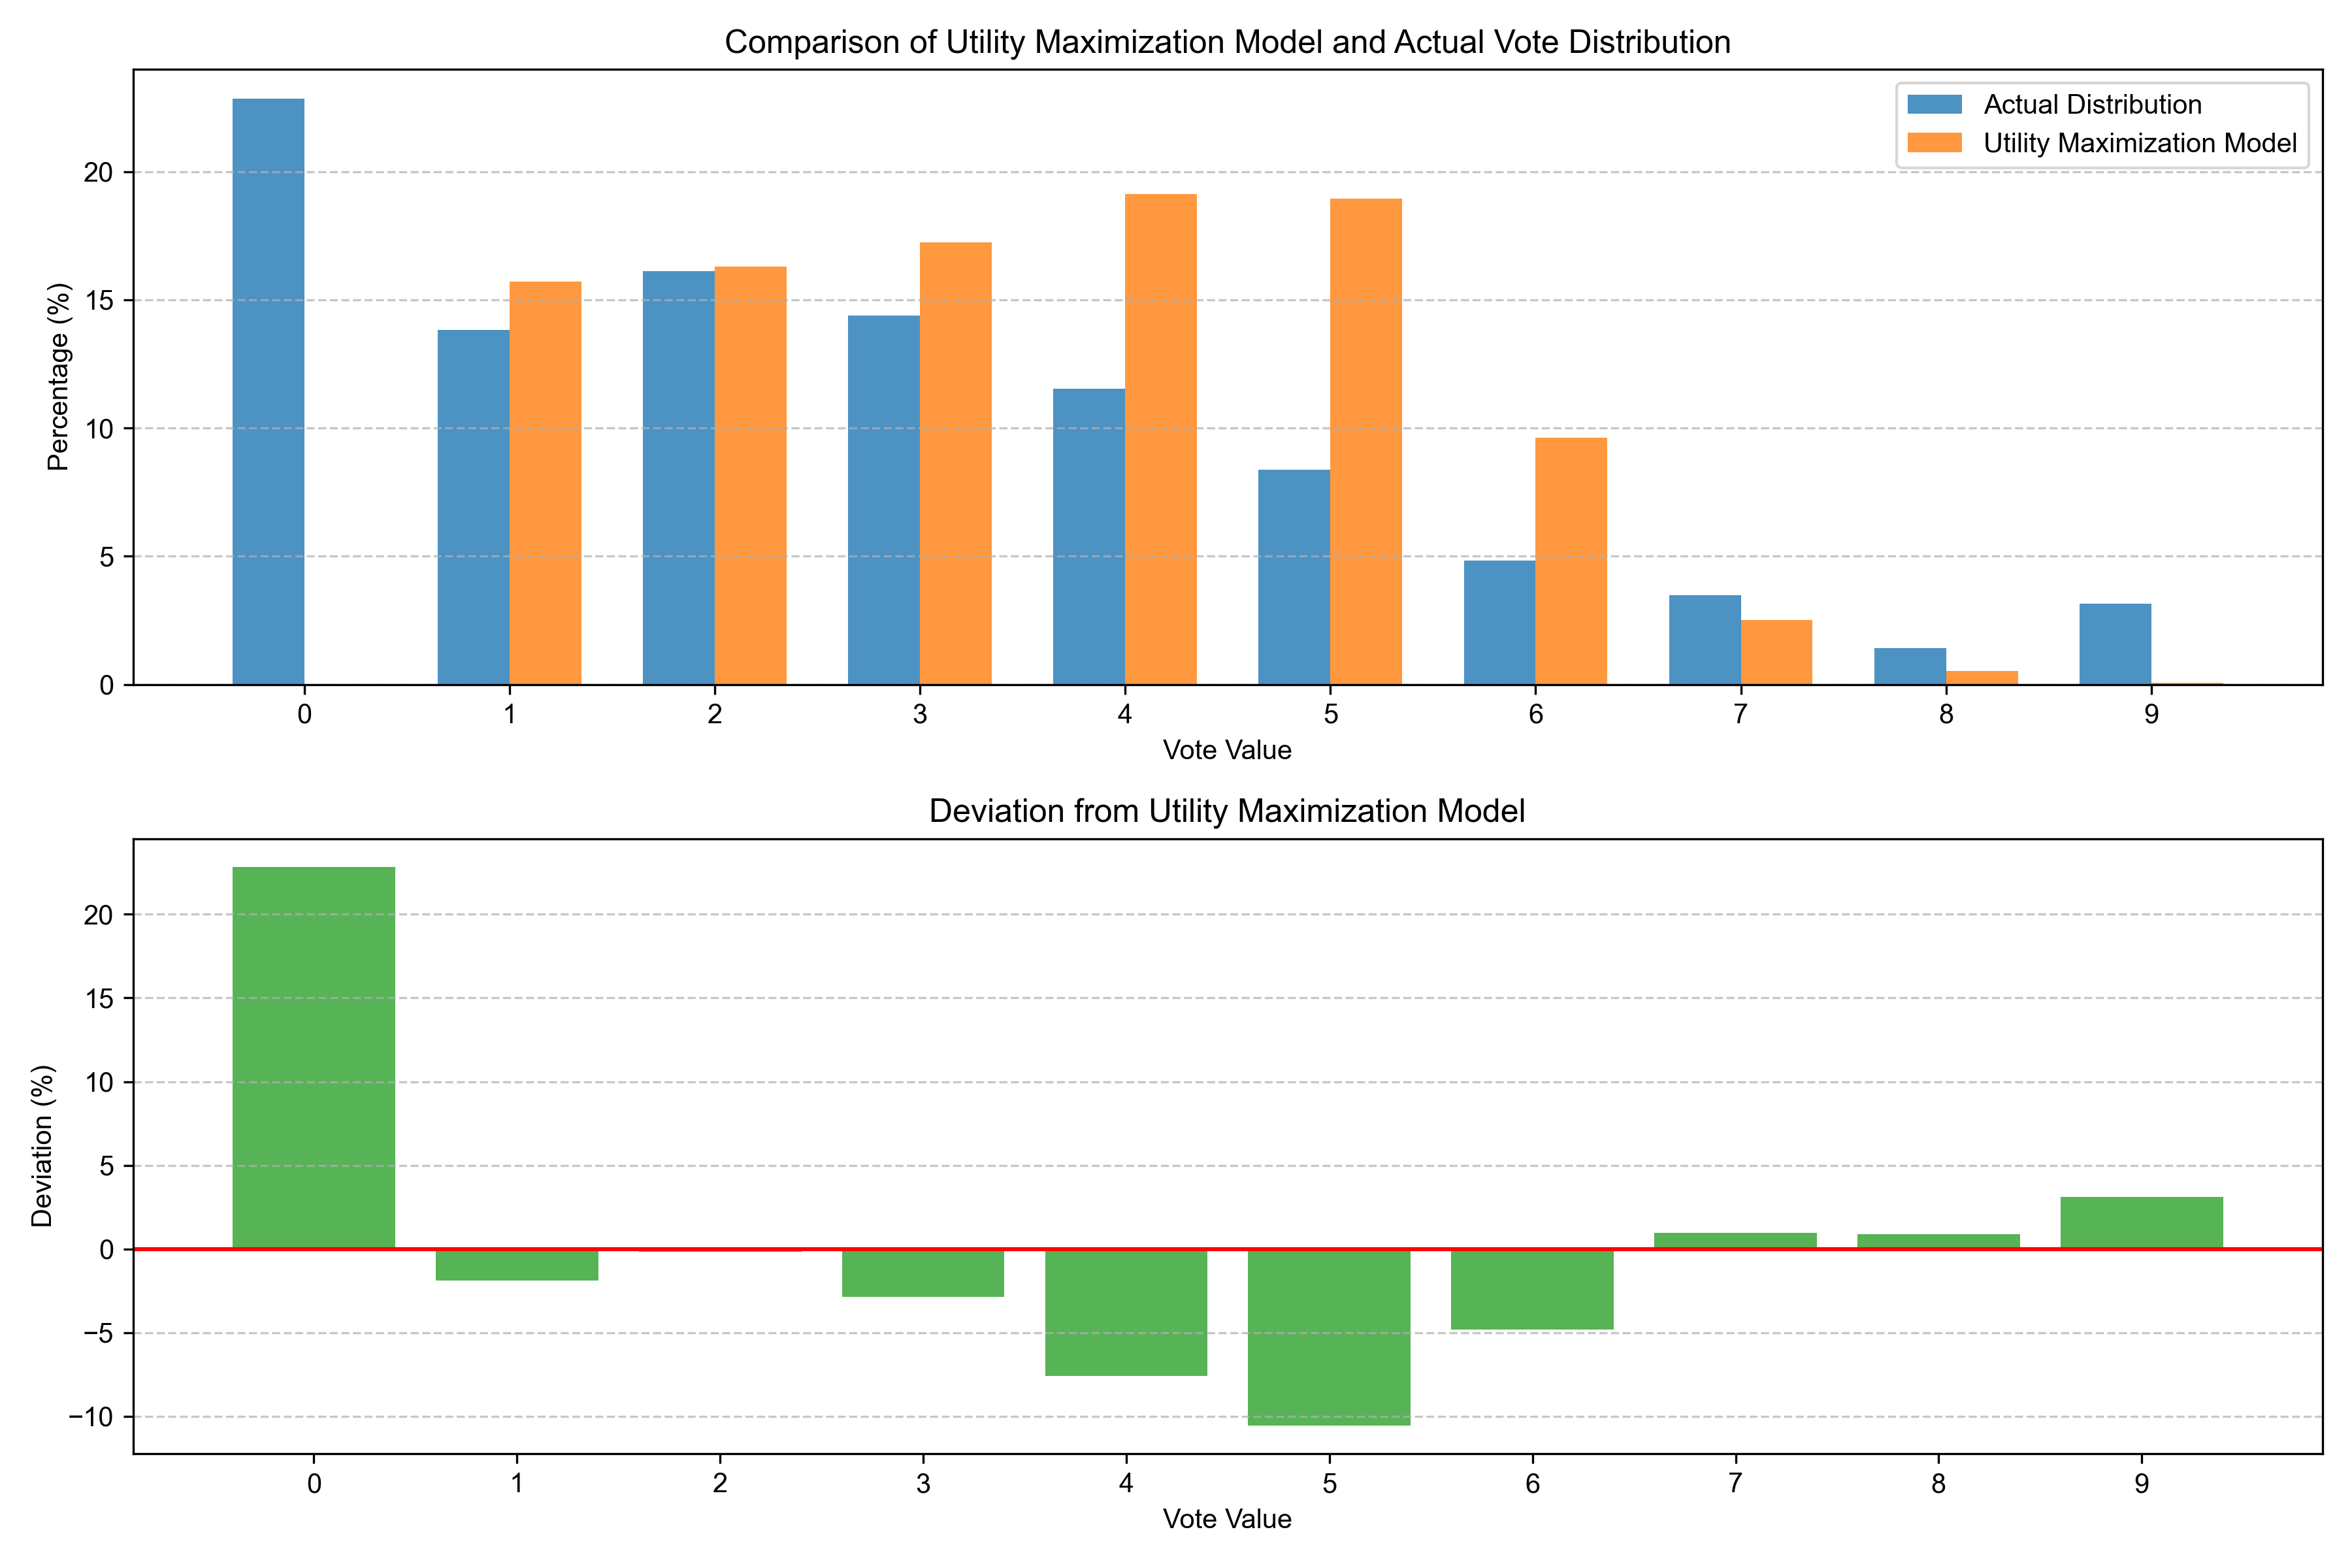 Comparison of Utility Maximization Model and Actual Vote Distribution
Actual Distribution
Utility Maximization Model
Percentage (%)
20
15
10
5
0
0 1 2 3 4 5 6 7 8 9
Vote Value
Deviation from Utility Maximization Model
Deviation (%)
20
15
10
5
0
−5
−10
0 1 2 3 4 5 6 7 8 9
Vote Value